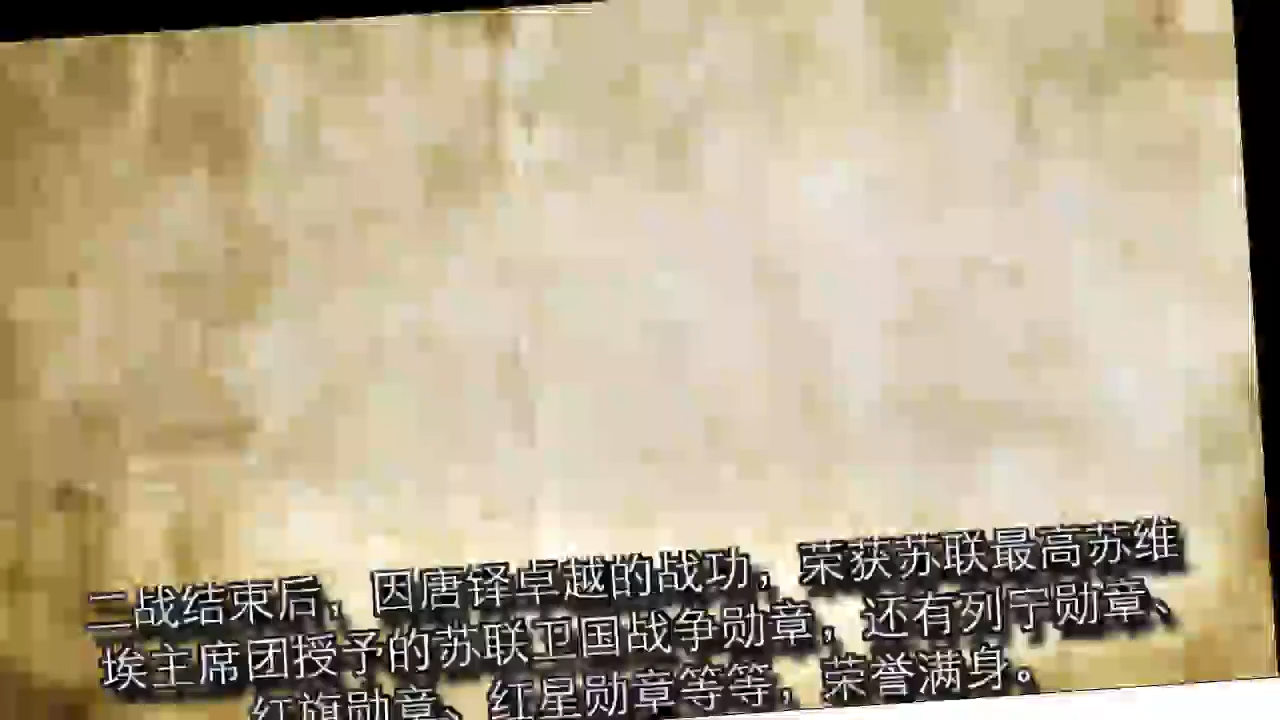 二战结束后，因唐铎卓越的战功，荣获苏联最高苏维
埃主席团授予的苏联卫国战争勋章，还有列宁勋章、
红旗勋章、红星勋章等等，荣誉满身。